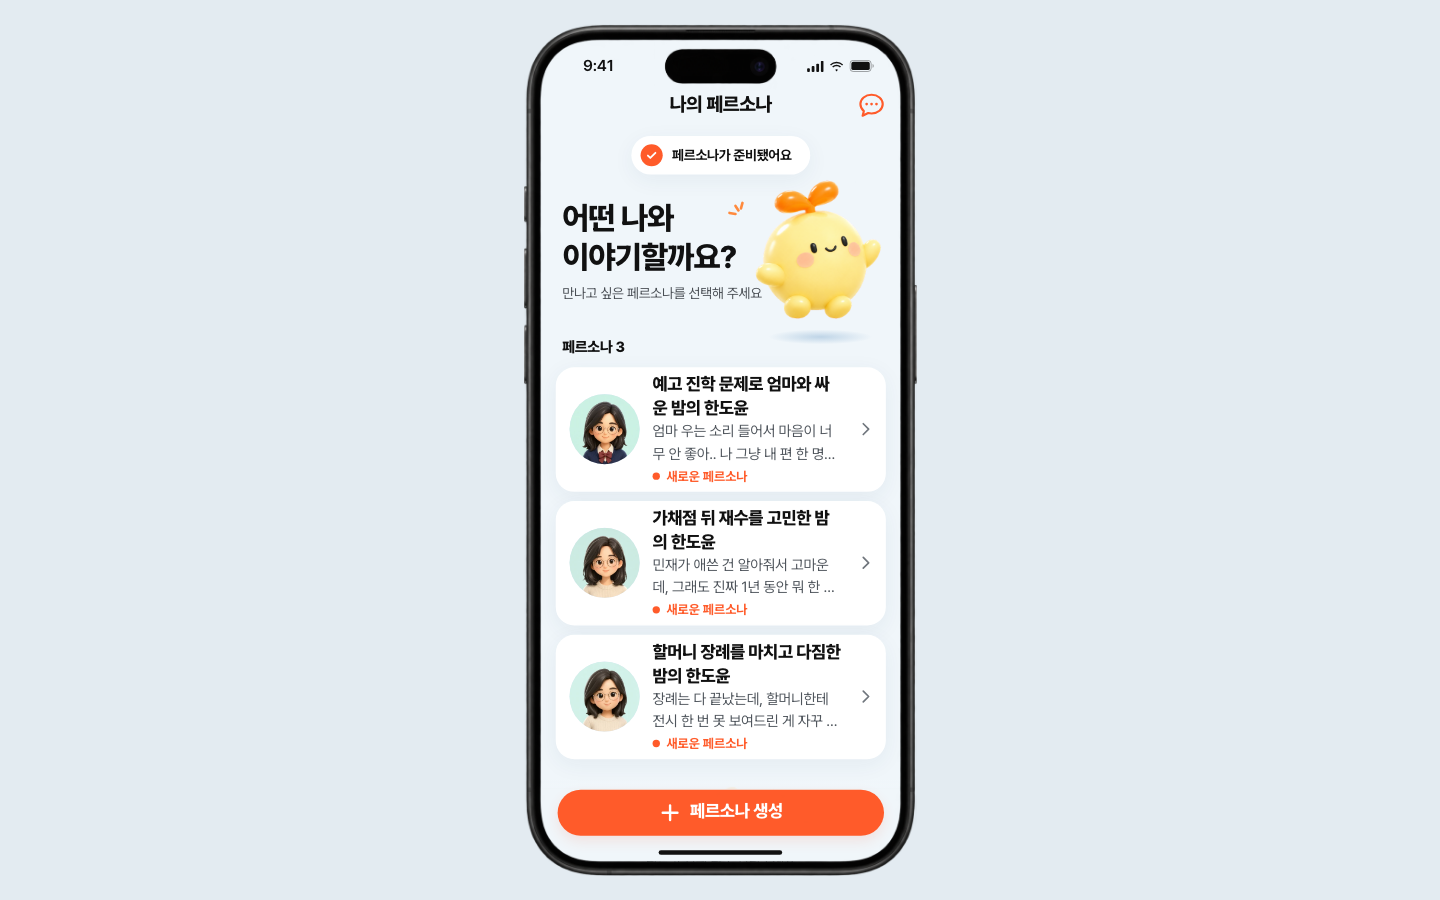 9:41
나의 페르소나
페르소나가 준비됐어요
어떤 나와
이야기할까요?
만나고 싶은 페르소나를 선택해 주세요
페르소나 3
예고 진학 문제로 엄마와 싸
운 밤의 한도윤
엄마 우는 소리 들어서 마음이 너
무 안 좋아.. 나 그냥 내 편 한 명...
새로운 페르소나
가채점 뒤 재수를 고민한 밤
의 한도윤
민재가 애쓴 건 알아줘서 고마운
데, 그래도 진짜 1년 동안 뭐 한 ...
새로운 페르소나
할머니 장례를 마치고 다짐한
밤의 한도윤
장례는 다 끝났는데, 할머니한테
전시 한 번 못 보여드린 게 자꾸 ...
새로운 페르소나
페르소나 생성